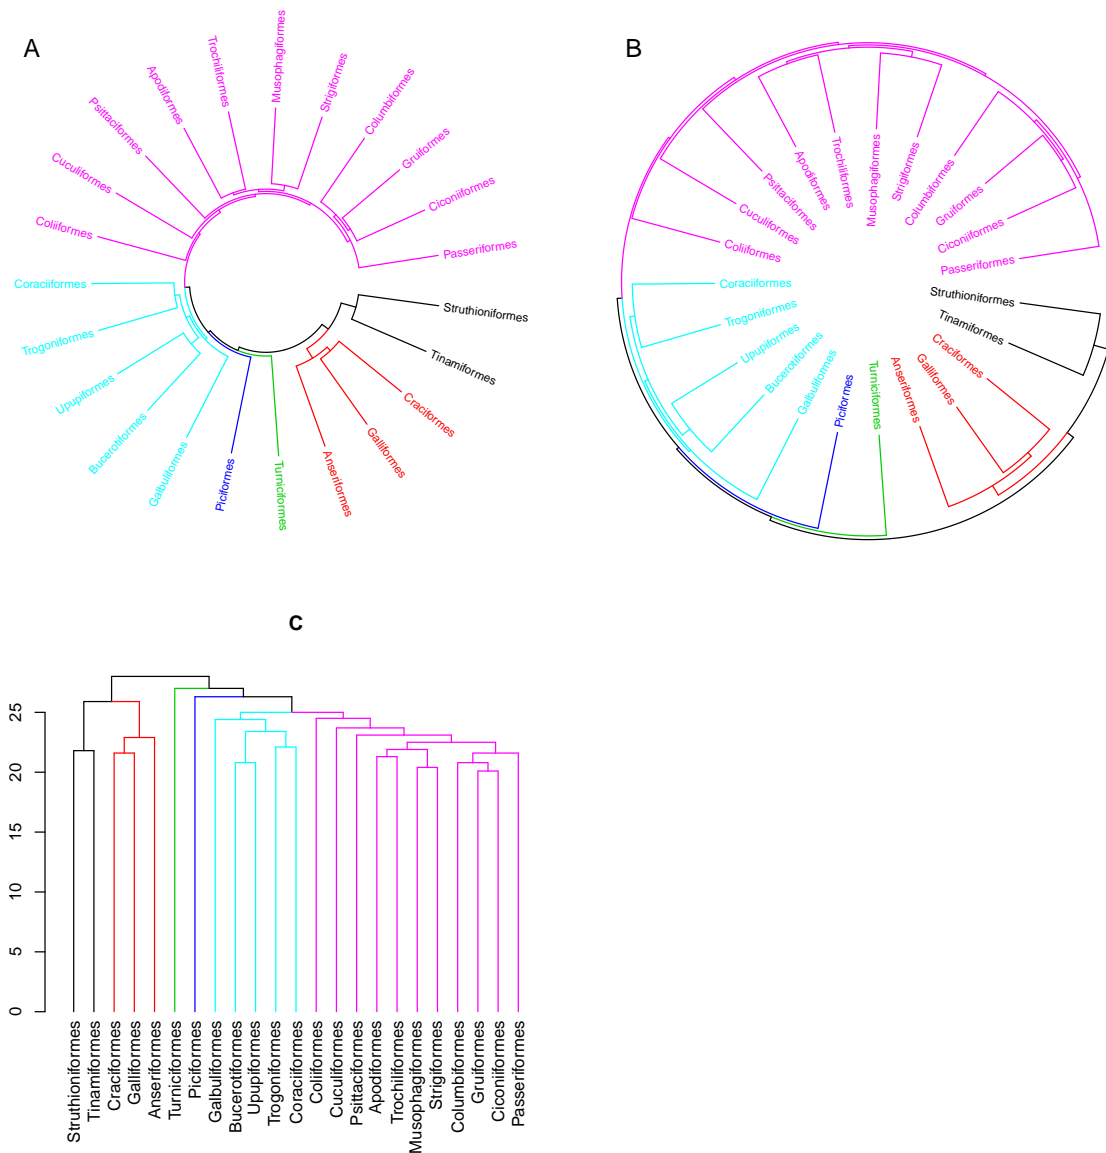 A
Coliiformes
Cuculiformes
Psittaciformes
Apodiformes
Trochiliformes
Musophagiformes
Strigiformes
Columbiformes
Gruiformes
Ciconiiformes
Passeriformes
Struthioniformes
Tinamiformes
Craciformes
Galliformes
Anseriformes
Turniciformes
Piciformes
Galbuliformes
Bucerotiformes
Upupiformes
Trogoniformes
Coraciiformes
B
Coliiformes
Cuculiformes
Psittaciformes
Apodiformes
Trochiliformes
Musophagiformes
Strigiformes
Columbiformes
Gruiformes
Ciconiiformes
Passeriformes
Struthioniformes
Tinamiformes
Craciformes
Galliformes
Anseriformes
Turniciformes
Piciformes
Galbuliformes
Bucerotiformes
Upupiformes
Trogoniformes
Coraciiformes
C
25
20
15
10
5
0
Struthioniformes
Tinamiformes
Craciformes
Galliformes
Anseriformes
Turniciformes
Piciformes
Galbuliformes
Bucerotiformes
Upupiformes
Trogoniformes
Coraciiformes
Coliiformes
Cuculiformes
Psittaciformes
Apodiformes
Trochiliformes
Musophagiformes
Strigiformes
Columbiformes
Gruiformes
Ciconiiformes
Passeriformes